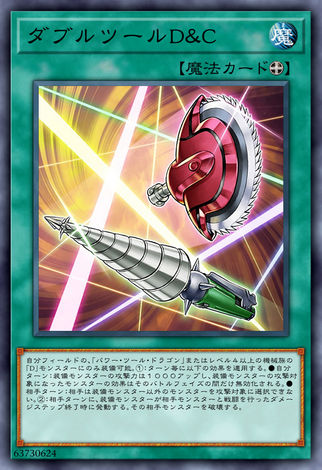 ダブルツールD&C
魔
【魔法カード】
自分フィールドの、「パワー・ツール・ドラゴン」またはレベル4以上の機械族の
「D」モンスターにのみ装備可能。①:ターン毎に以下の効果を適用する。●自分
ターン:装備モンスターの攻撃力は1000アップし、装備モンスターの攻撃対
象になったモンスターの効果はそのバトルフェイズの間だけ無効化される。●
相手ターン:相手は装備モンスター以外のモンスターを攻撃対象に選択できな
い。②:相手ターンに、装備モンスターが相手モンスターと戦闘を行ったダメー
ジステップ終了時に発動する。その相手モンスターを破壊する。
63730624